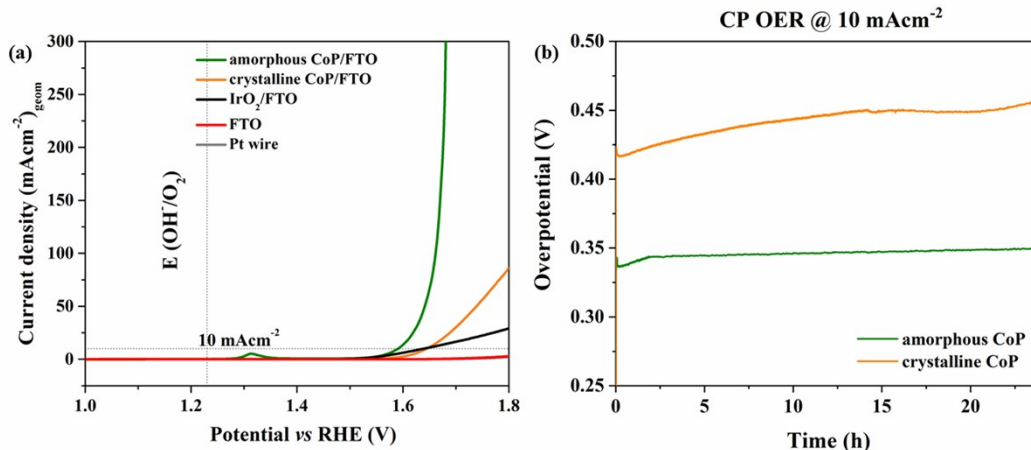 (a)
300
250
200
150
100
50
0
Current density (mAcm⁻²)geom
E (OH⁻/O₂)
10 mAcm⁻²
amorphous CoP/FTO
crystalline CoP/FTO
IrO₂/FTO
FTO
Pt wire
1.0 1.2 1.4 1.6 1.8
Potential vs RHE (V)
CP OER @ 10 mAcm⁻²
(b)
0.50
0.45
0.40
0.35
0.30
0.25
Overpotential (V)
amorphous CoP
crystalline CoP
0 5 10 15 20
Time (h)